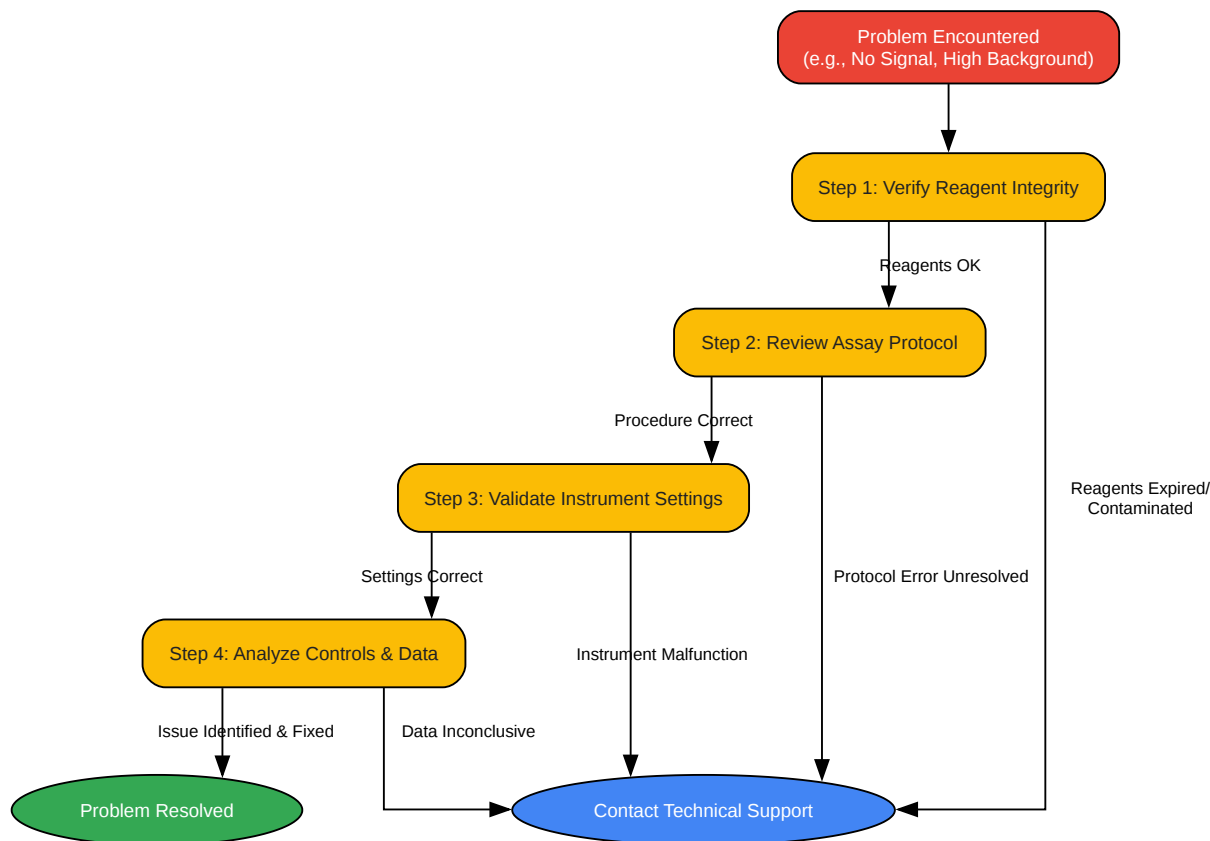 Problem Encountered
(e.g., No Signal, High Background)
Step 1: Verify Reagent Integrity
Reagents OK
Step 2: Review Assay Protocol
Procedure Correct
Reagents Expired/
Contaminated
Step 3: Validate Instrument Settings
Settings Correct
Protocol Error Unresolved
Step 4: Analyze Controls & Data
Instrument Malfunction
Issue Identified & Fixed
Data Inconclusive
Problem Resolved
Contact Technical Support